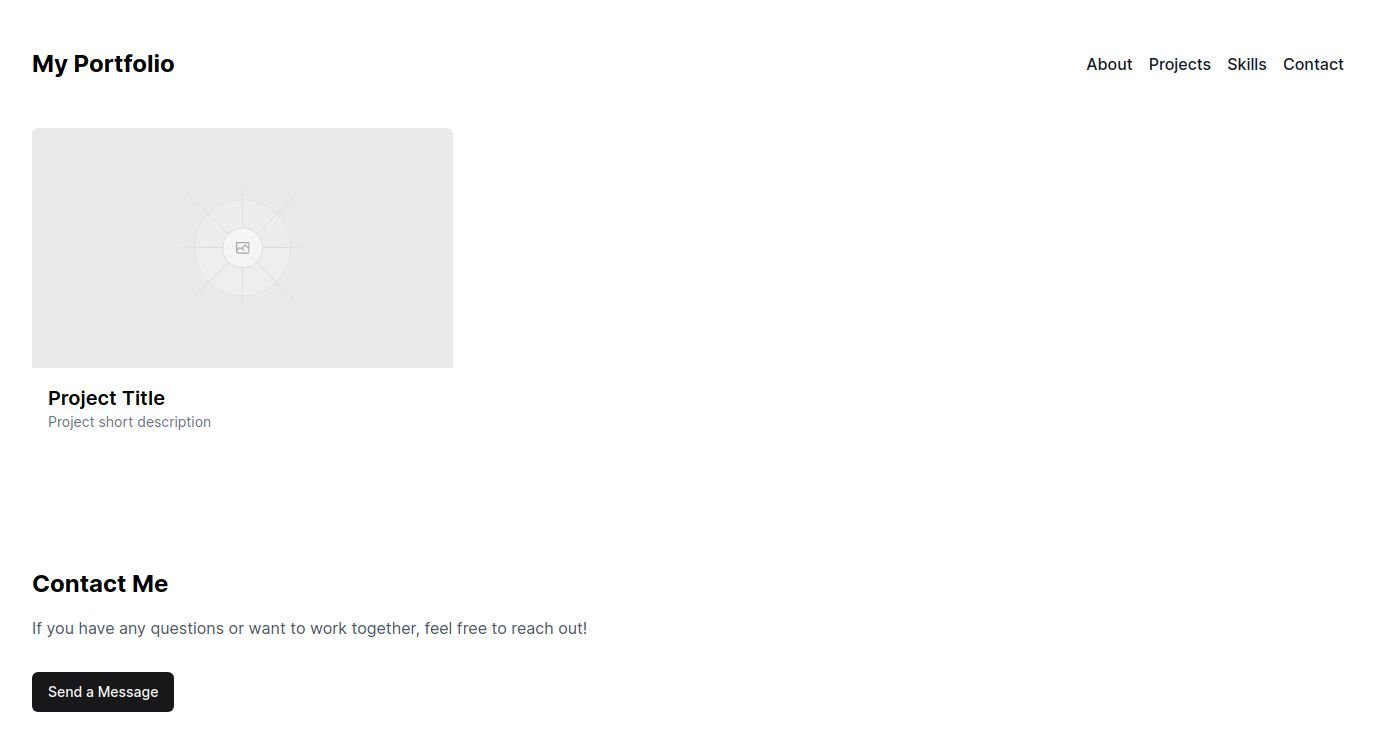 My Portfolio
About Projects Skills Contact
Project Title
Project short description
Contact Me
If you have any questions or want to work together, feel free to reach out!
Send a Message